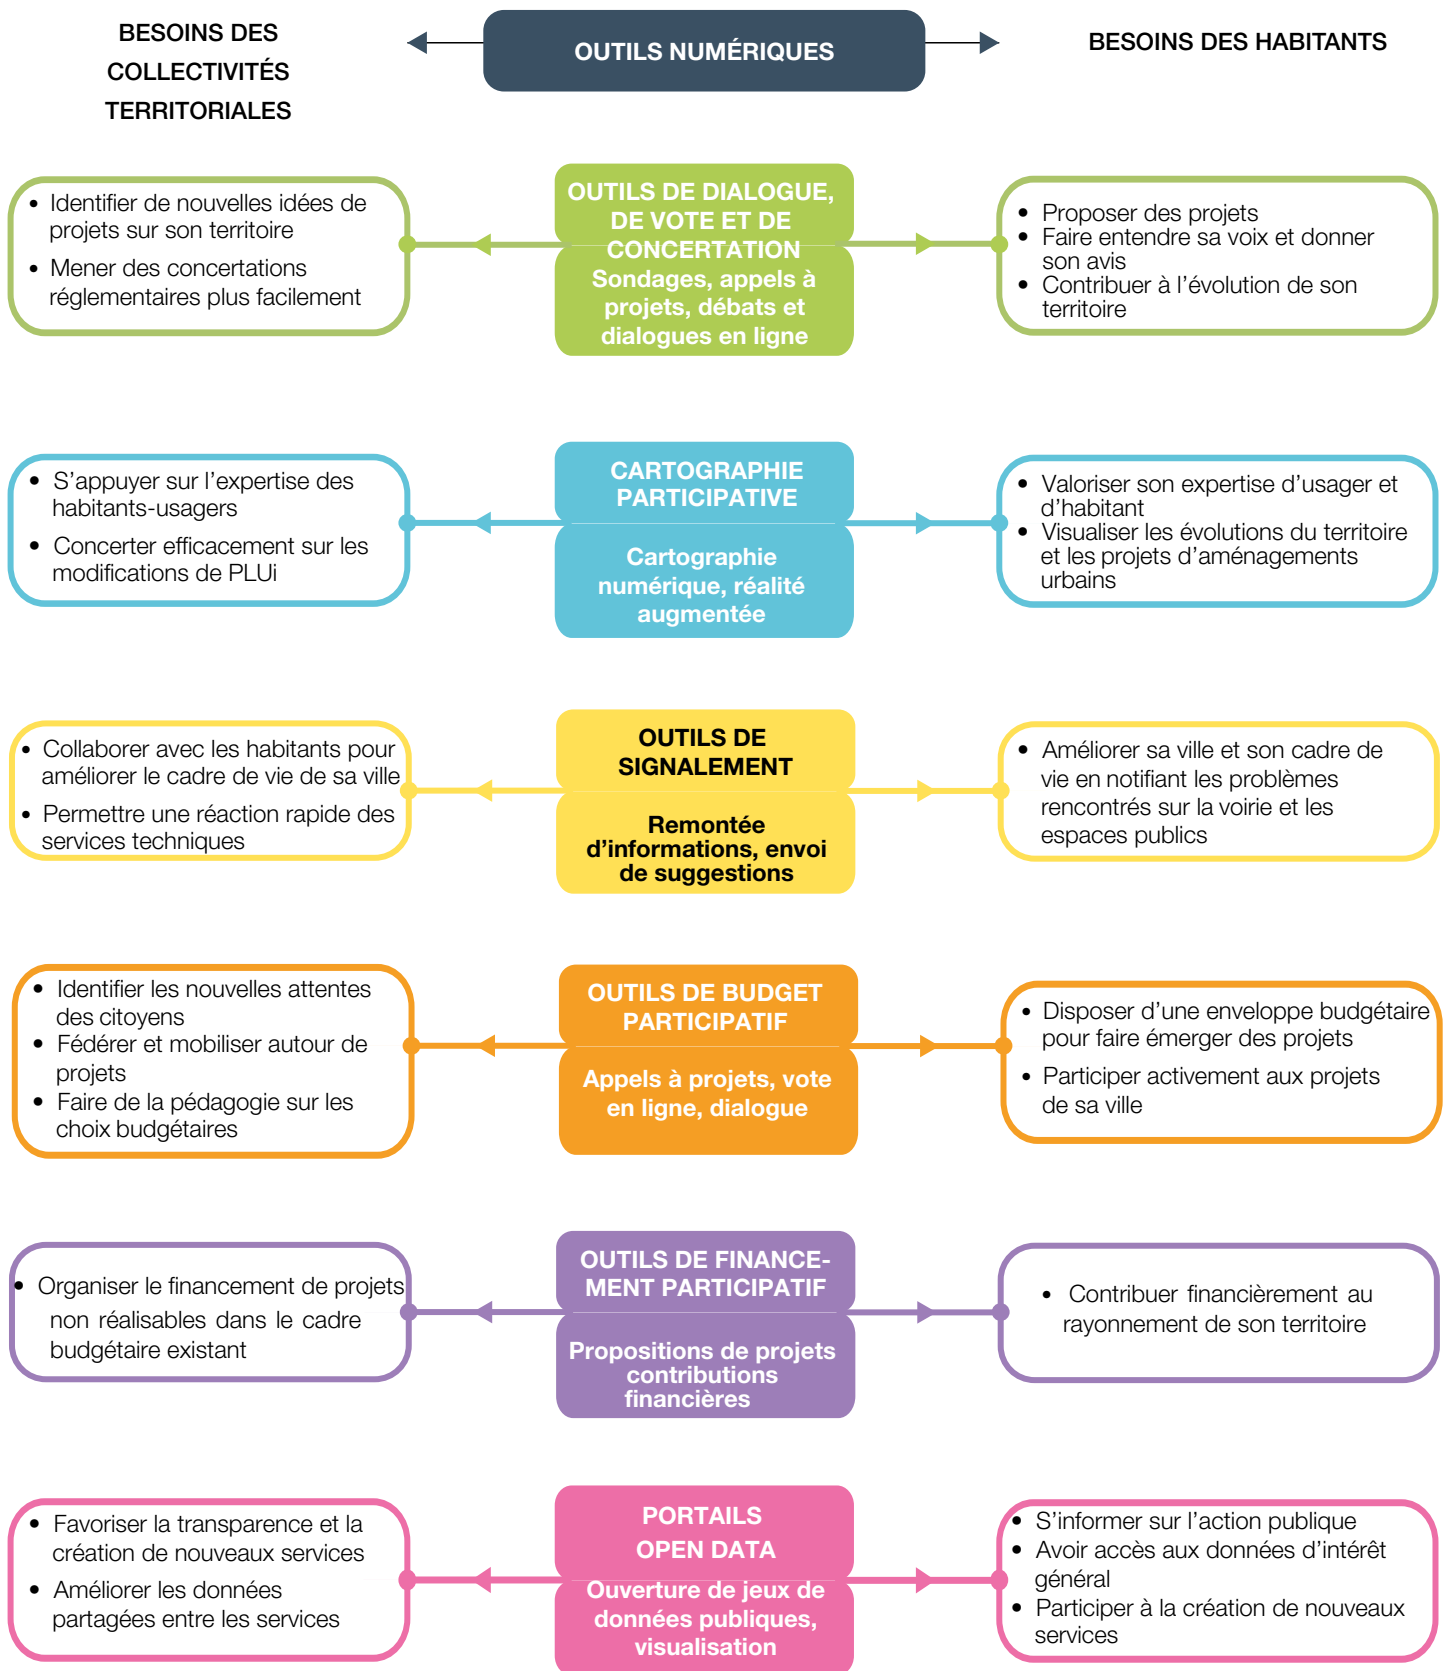 BESOINS DES
COLLECTIVITÉS
TERRITORIALES
OUTILS NUMÉRIQUES
BESOINS DES HABITANTS
• Identifier de nouvelles idées de
projets sur son territoire
• Mener des concertations
réglementaires plus facilement
OUTILS DE DIALOGUE,
DE VOTE ET DE
CONCERTATION
Sondages, appels à
projets, débats et
dialogues en ligne
• Proposer des projets
• Faire entendre sa voix et donner
son avis
• Contribuer à l’évolution de son
territoire
• S’appuyer sur l’expertise des
habitants-usagers
• Concerter efficacement sur les
modifications de PLUi
CARTOGRAPHIE
PARTICIPATIVE
Cartographie
numérique, réalité
augmentée
• Valoriser son expertise d’usager et
d’habitant
• Visualiser les évolutions du territoire
et les projets d’aménagements
urbains
• Collaborer avec les habitants pour
améliorer le cadre de vie de sa ville
• Permettre une réaction rapide des
services techniques
OUTILS DE
SIGNALEMENT
Remontée
d’informations, envoi
de suggestions
• Améliorer sa ville et son cadre de
vie en notifiant les problèmes
rencontrés sur la voirie et les
espaces publics
• Identifier les nouvelles attentes
des citoyens
• Fédérer et mobiliser autour de
projets
• Faire de la pédagogie sur les
choix budgétaires
OUTILS DE BUDGET
PARTICIPATIF
Appels à projets, vote
en ligne, dialogue
• Disposer d’une enveloppe budgétaire
pour faire émerger des projets
• Participer activement aux projets
de sa ville
• Organiser le financement de projets
non réalisables dans le cadre
budgétaire existant
OUTILS DE FINANCE-
MENT PARTICIPATIF
Propositions de projets
contributions
financières
• Contribuer financièrement au
rayonnement de son territoire
• Favoriser la transparence et la
création de nouveaux services
• Améliorer les données
partagées entre les services
PORTAILS
OPEN DATA
Ouverture de jeux de
données publiques,
visualisation
• S’informer sur l’action publique
• Avoir accès aux données d’intérêt
général
• Participer à la création de nouveaux
services